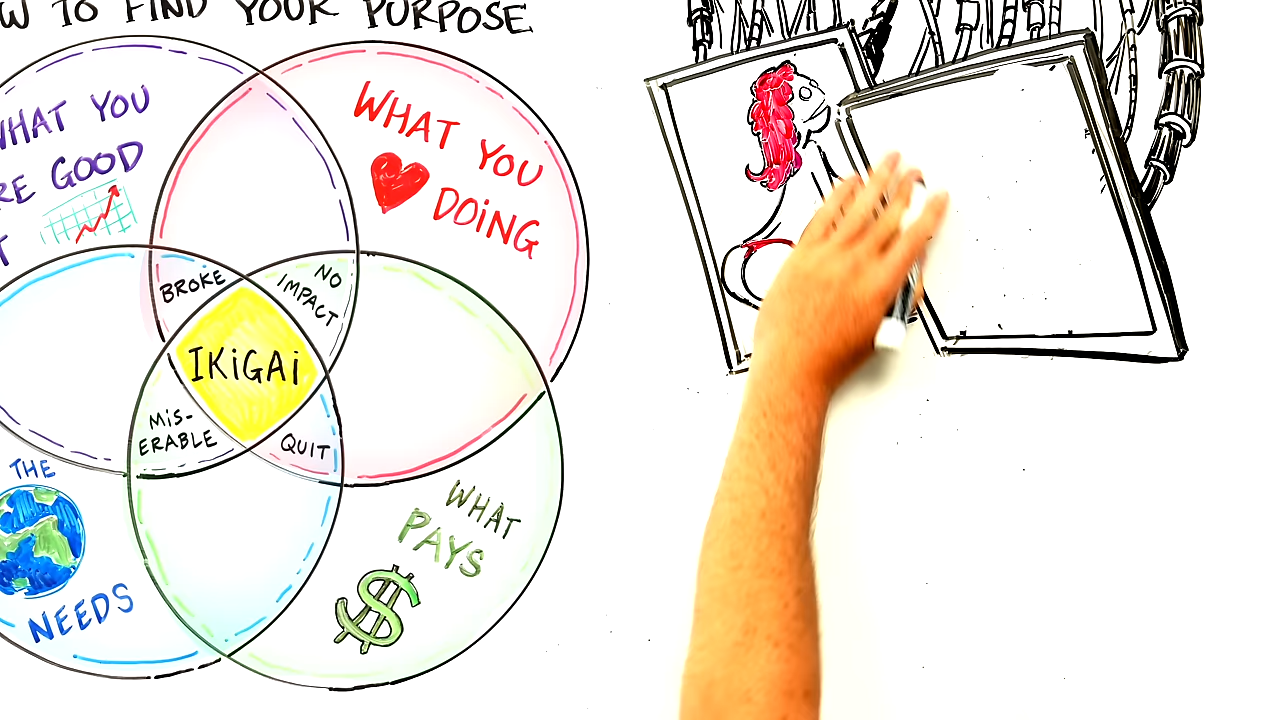 W TO FIND YOUR PURPOSE
WHAT YOU
RE GOOD
T
WHAT YOU
DOiNG
BROKE
NO
IMPACT
IKiGAi
MiS-
ERABLE
QUIT
THE
NEEDS
WHAT
PAYS
$